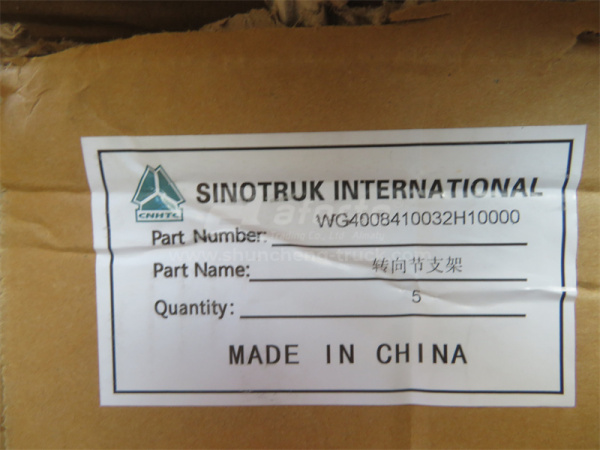 SINOTRUK INTERNATIONAL
CNHTC
Part Number: WG4008410032H10000
Part Name: 转向节支架
Quantity: 5
MADE IN CHINA